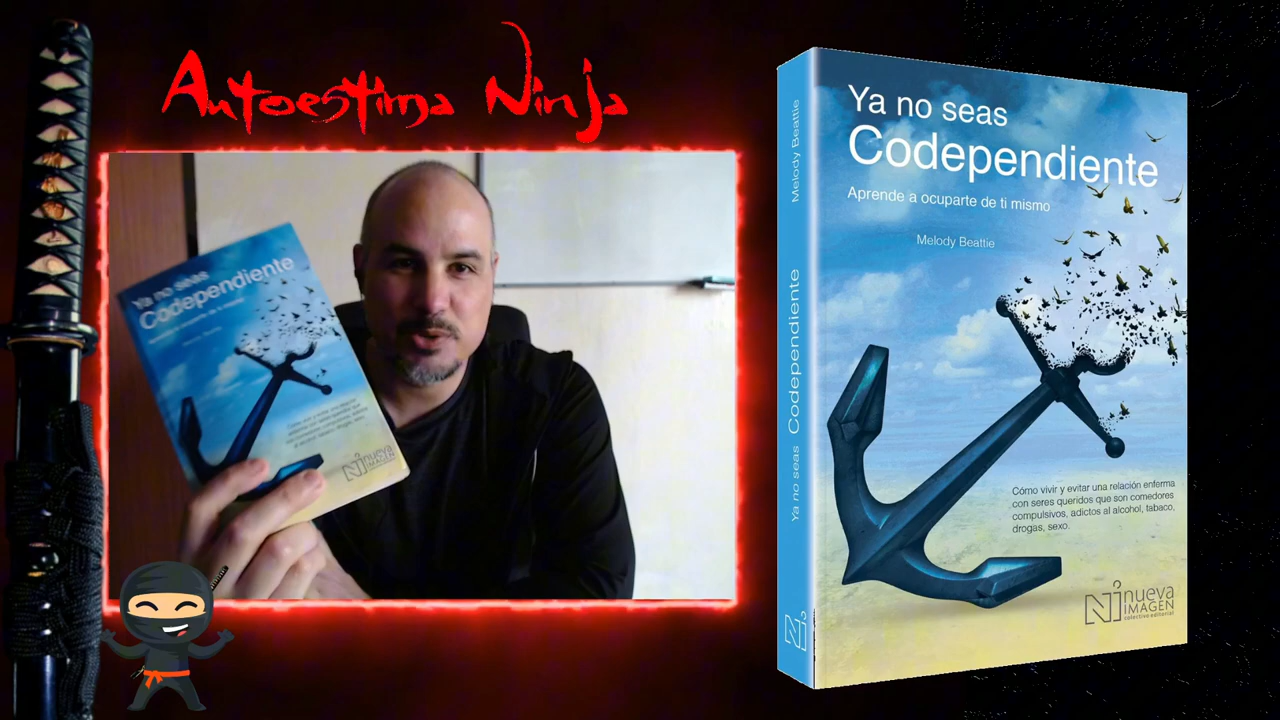 Autoestima Ninja
Ya no seas
Codependiente
nueva
IMAGEN
Melody Beattie
Ya no seas Codependiente
Ya no seas
Codependiente
Aprende a ocuparte de ti mismo
Melody Beattie
Cómo vivir y evitar una relación enferma
con seres queridos que son comedores
compulsivos, adictos al alcohol, tabaco,
drogas, sexo.
nueva
IMAGEN
colectivo editorial